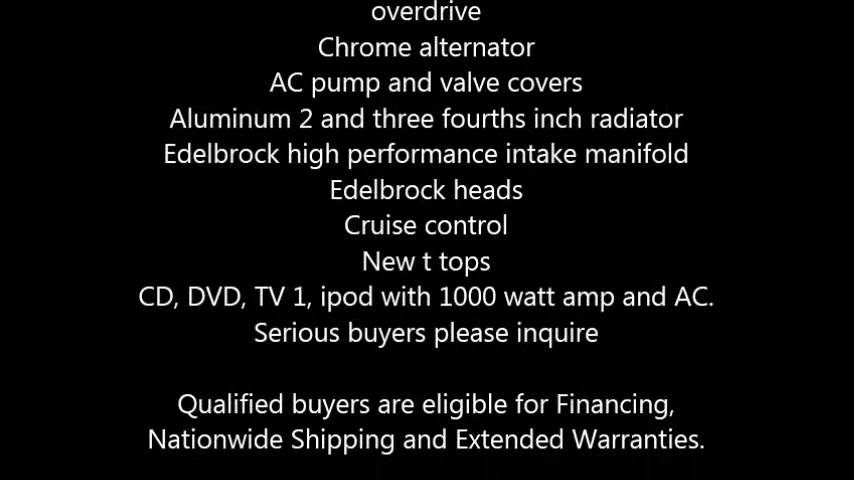 overdrive
Chrome alternator
AC pump and valve covers
Aluminum 2 and three fourths inch radiator
Edelbrock high performance intake manifold
Edelbrock heads
Cruise control
New t tops
CD, DVD, TV 1, ipod with 1000 watt amp and AC.
Serious buyers please inquire
Qualified buyers are eligible for Financing,
Nationwide Shipping and Extended Warranties.